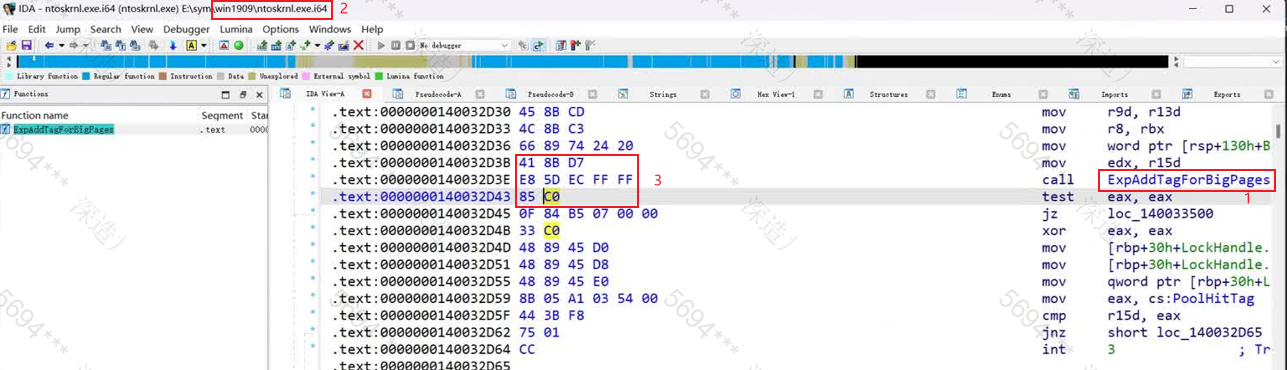 IDA - ntoskrnl.exe.i64 (ntoskrnl.exe) E:\sym\win1909\ntoskrnl.exe.i64 2
File Edit Jump Search View Debugger Lumina Options Windows Help
No debugger
Library function Regular function Instruction Data Unexplored External symbol Lumina function
Functions
IDA View-A Pseudocode-A Pseudocode-B Strings Hex View-1 Structures Enums Imports Exports
Function name Segment Star
ExpAddTagForBigPages .text 0000
.text:0000000140032D30 45 8B CD mov r9d, r13d
.text:0000000140032D33 4C 8B C3 mov r8, rbx
.text:0000000140032D36 66 89 74 24 20 mov word ptr [rsp+130h+B
.text:0000000140032D3B 41 8B D7 mov edx, r15d
.text:0000000140032D3E E8 5D EC FF FF 3 call ExpAddTagForBigPages
.text:0000000140032D43 85 C0 test eax, eax 1
.text:0000000140032D45 0F 84 B5 07 00 00 jz loc_140033500
.text:0000000140032D4B 33 C0 xor eax, eax
.text:0000000140032D4D 48 89 45 D0 mov [rbp+30h+LockHandle.
.text:0000000140032D51 48 89 45 D8 mov [rbp+30h+LockHandle.
.text:0000000140032D55 48 89 45 E0 mov qword ptr [rbp+30h+L
.text:0000000140032D59 8B 05 A1 03 54 00 mov eax, cs:PoolHitTag
.text:0000000140032D5F 44 3B F8 cmp r15d, eax
.text:0000000140032D62 75 01 jnz short loc_140032D65
.text:0000000140032D64 CC int 3 ; Tr
.text:0000000140032D65
深造丿
5694***